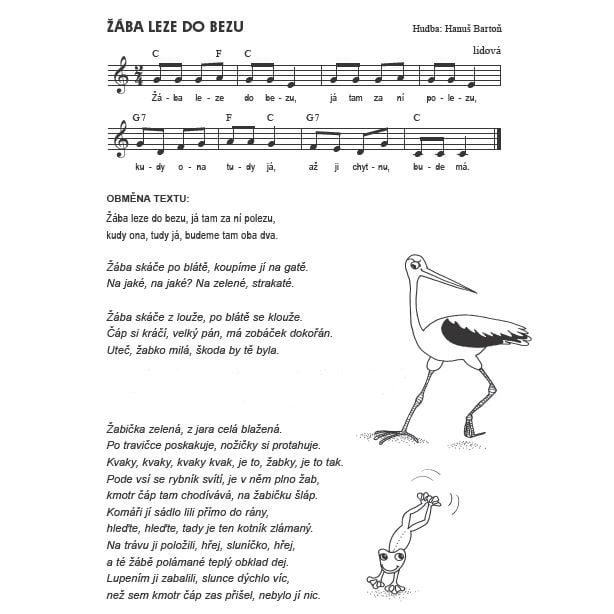 ŽÁBA LEZE DO BEZU
Hudba: Hanuš Bartoň
lidová
C F C
Žá - ba le - ze do be - zu, já tam za ní po - le - zu,
G7 F C G7 C
ku - dy o - na tu - dy já, až ji chyt - nu, bu - de má.
OBMĚNA TEXTU:
Žába leze do bezu, já tam za ní polezu,
kudy ona, tudy já, budeme tam oba dva.
Žába skáče po blátě, koupíme jí na gatě.
Na jaké, na jaké? Na zelené, strakaté.
Žába skáče z louže, po blátě se klouže.
Čáp si kráčí, velký pán, má zobáček dokořán.
Uteč, žabko milá, škoda by tě byla.
Žabička zelená, z jara celá blažená.
Po travičce poskakuje, nožičky si protahuje.
Kvaky, kvaky, kvaky kvak, je to, žabky, je to tak.
Pode vsí se rybník svítí, je v něm plno žab,
kmotr čáp tam chodívává, na žabičku šláp.
Komáři jí sádlo lili přímo do rány,
hleďte, hleďte, tady je ten kotník zlámaný.
Na trávu ji položili, hřej, sluníčko, hřej,
a té žábě polámané teplý obklad dej.
Lupením ji zabalili, slunce dýchlo víc,
než sem kmotr čáp zas přišel, nebylo jí nic.